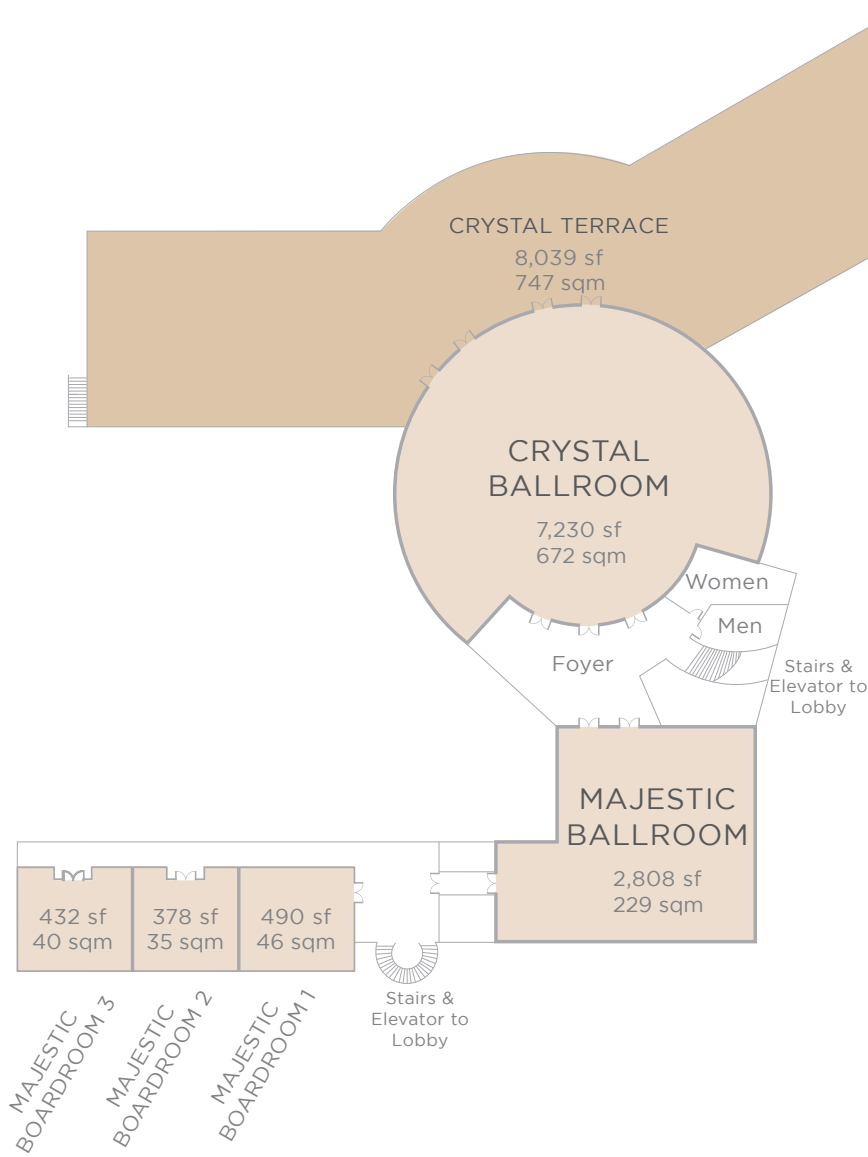 CRYSTAL TERRACE
8,039 sf
747 sqm
CRYSTAL
BALLROOM
7,230 sf
672 sqm
Women
Men
Foyer
Stairs &
Elevator to
Lobby
MAJESTIC
BALLROOM
2,808 sf
229 sqm
432 sf
40 sqm
378 sf
35 sqm
490 sf
46 sqm
Stairs &
Elevator to
Lobby
MAJESTIC
BOARDROOM 3
MAJESTIC
BOARDROOM 2
MAJESTIC
BOARDROOM 1